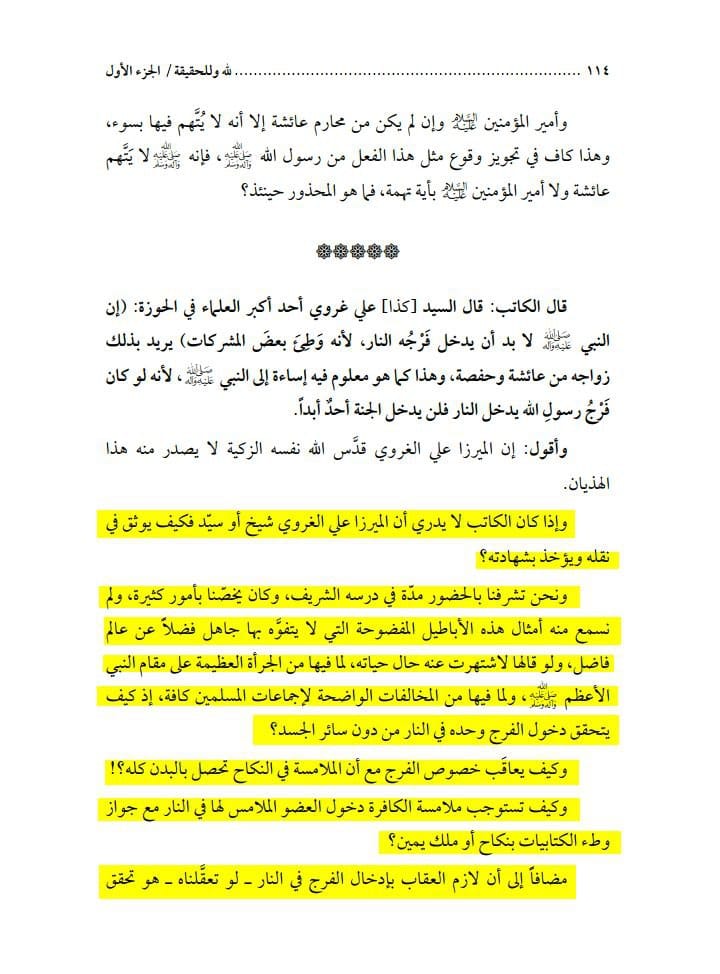 ١١٤ ........................................................................ لله وللحقيقة / الجزء الأول
وأمير المؤمنين عليه السلام وإن لم يكن من محارم عائشة إلا أنه لا يُتَّهم فيها بسوء،
وهذا كاف في تجويز وقوع مثل هذا الفعل من رسول الله صلى الله عليه وآله وسلم، فإنه صلى الله عليه وآله وسلم لا يَتَّهم
عائشة ولا أمير المؤمنين عليه السلام بأية تهمة، فما هو المحذور حينئذ؟
❁❁❁❁❁
قال الكاتب: قال السيد [كذا] علي غروي أحد أكبر العلماء في الحوزة: (إن
النبي صلى الله عليه وآله لا بد أن يدخل فَرْجُه النار، لأنه وَطِئَ بعضَ المشركات) يريد بذلك
زواجه من عائشة وحفصة، وهذا كما هو معلوم فيه إساءة إلى النبي صلى الله عليه وآله، لأنه لو كان
فَرْجُ رسولِ الله يدخل النار فلن يدخل الجنة أحدٌ أبداً.
وأقول: إن الميرزا علي الغروي قدَّس الله نفسه الزكية لا يصدر منه هذا
الهذيان.
وإذا كان الكاتب لا يدري أن الميرزا علي الغروي شيخ أو سيّد فكيف يوثق في
نقله ويؤخذ بشهادته؟
ونحن تشرفنا بالحضور مدّة في درسه الشريف، وكان يخصّنا بأمور كثيرة، ولم
نسمع منه أمثال هذه الأباطيل المفضوحة التي لا يتفوَّه بها جاهل فضلاً عن عالم
فاضل، ولو قالها لاشتهرت عنه حال حياته، لما فيها من الجرأة العظيمة على مقام النبي
الأعظم صلى الله عليه وآله وسلم، ولما فيها من المخالفات الواضحة لإجماعات المسلمين كافة، إذ كيف
يتحقق دخول الفرج وحده في النار من دون سائر الجسد؟
وكيف يعاقَب خصوص الفرج مع أن الملامسة في النكاح تحصل بالبدن كله؟!
وكيف تستوجب ملامسة الكافرة دخول العضو الملامس لها في النار مع جواز
وطء الكتابيات بنكاح أو ملك يمين؟
مضافاً إلى أن لازم العقاب بإدخال الفرج في النار ـ لو تعقَّلناه ـ هو تحقق